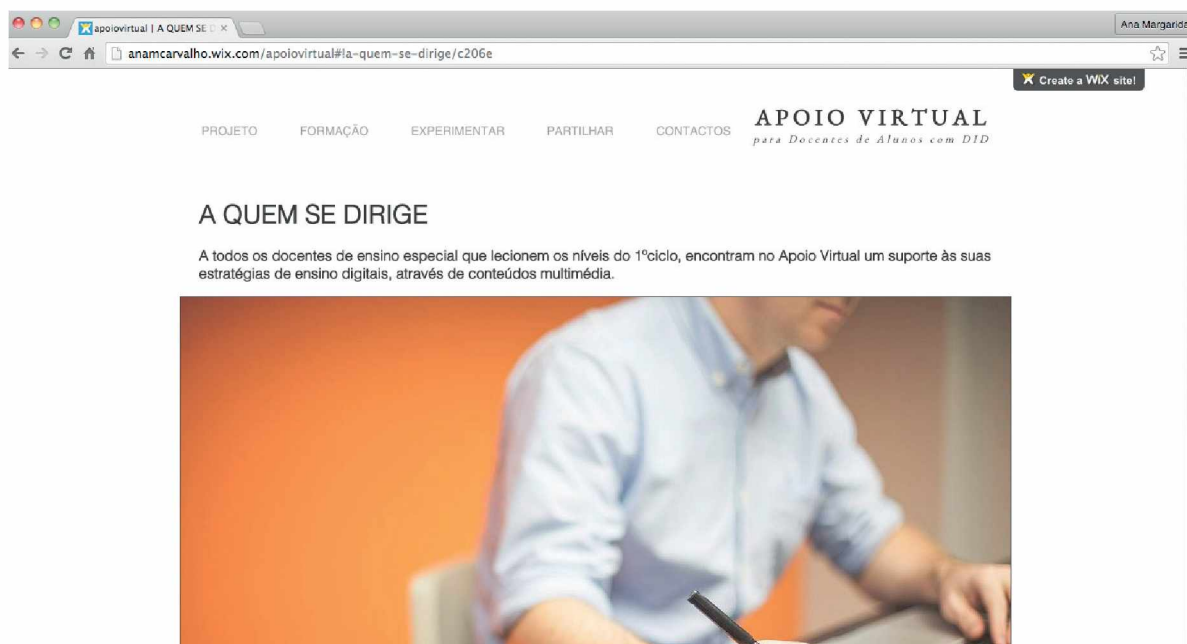 apoiovirtual | A QUEM SE D
Ana Margarida
anamcarvalho.wix.com/apoiovirtual#!a-quem-se-dirige/c206e
Create a WiX site!
PROJETO FORMAÇÃO EXPERIMENTAR PARTILHAR CONTACTOS
APOIO VIRTUAL
para Docentes de Alunos com DID
A QUEM SE DIRIGE
A todos os docentes de ensino especial que lecionem os níveis do 1ºciclo, encontram no Apoio Virtual um suporte às suas
estratégias de ensino digitais, através de conteúdos multimédia.